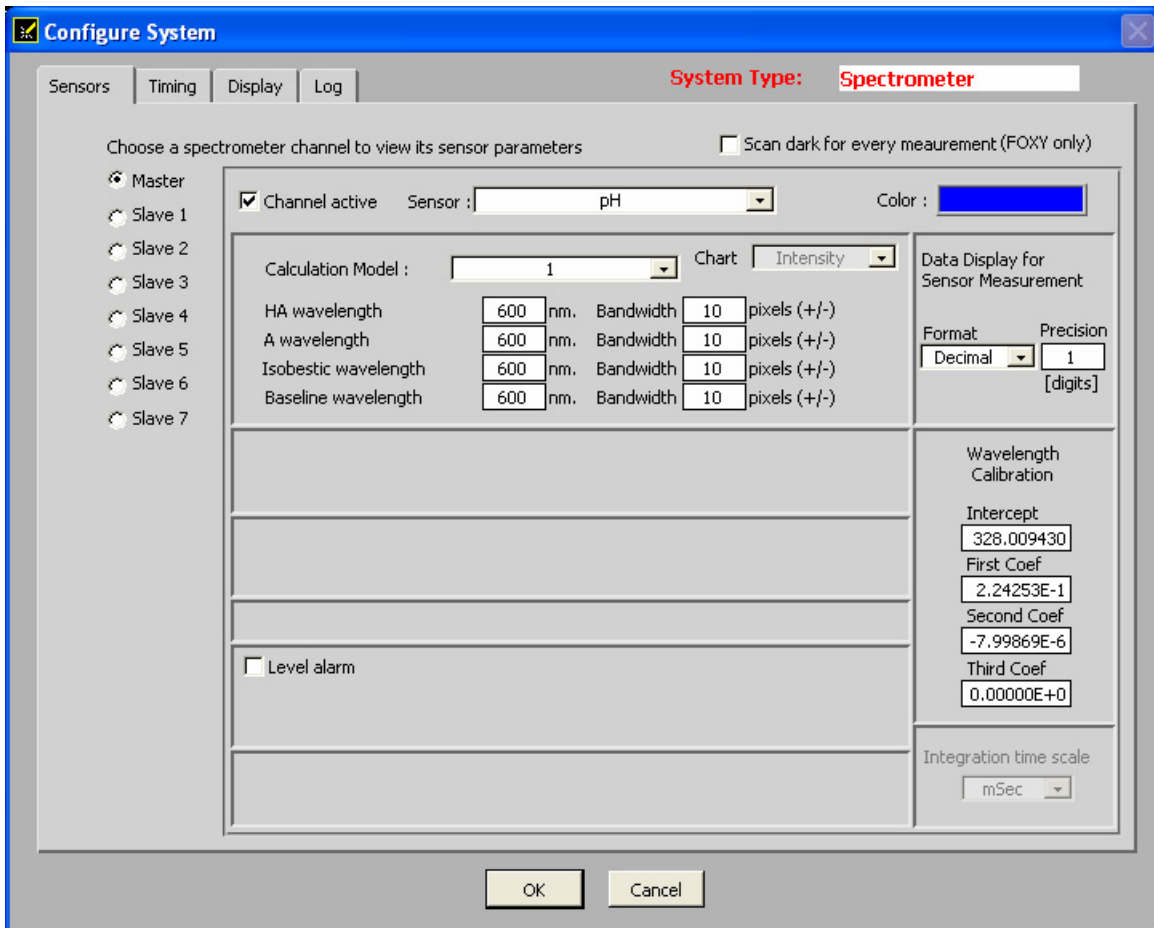 Configure System
System Type: Spectrometer
Sensors Timing Display Log
Choose a spectrometer channel to view its sensor parameters
Scan dark for every meaurement (FOXY only)
Master
Slave 1
Slave 2
Slave 3
Slave 4
Slave 5
Slave 6
Slave 7
Channel active Sensor : pH Color :
Calculation Model : 1 Chart Intensity
HA wavelength 600 nm. Bandwidth 10 pixels (+/-)
A wavelength 600 nm. Bandwidth 10 pixels (+/-)
Isobestic wavelength 600 nm. Bandwidth 10 pixels (+/-)
Baseline wavelength 600 nm. Bandwidth 10 pixels (+/-)
Data Display for
Sensor Measurement
Format Precision
Decimal 1
[digits]
Wavelength
Calibration
Intercept
328.009430
First Coef
2.24253E-1
Second Coef
-7.99869E-6
Third Coef
0.00000E+0
Level alarm
Integration time scale
mSec
OK Cancel